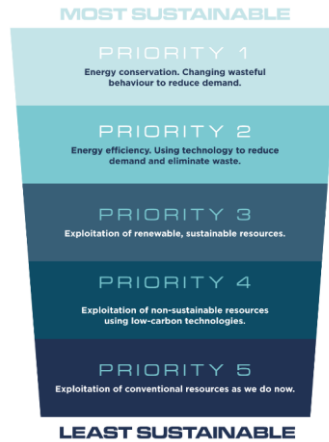 MOST SUSTAINABLE
PRIORITY 1
Energy conservation. Changing wasteful
behaviour to reduce demand.
PRIORITY 2
Energy efficiency. Using technology to reduce
demand and eliminate waste.
PRIORITY 3
Exploitation of renewable, sustainable resources.
PRIORITY 4
Exploitation of non-sustainable resources
using low-carbon technologies.
PRIORITY 5
Exploitation of conventional resources as we do now.
LEAST SUSTAINABLE